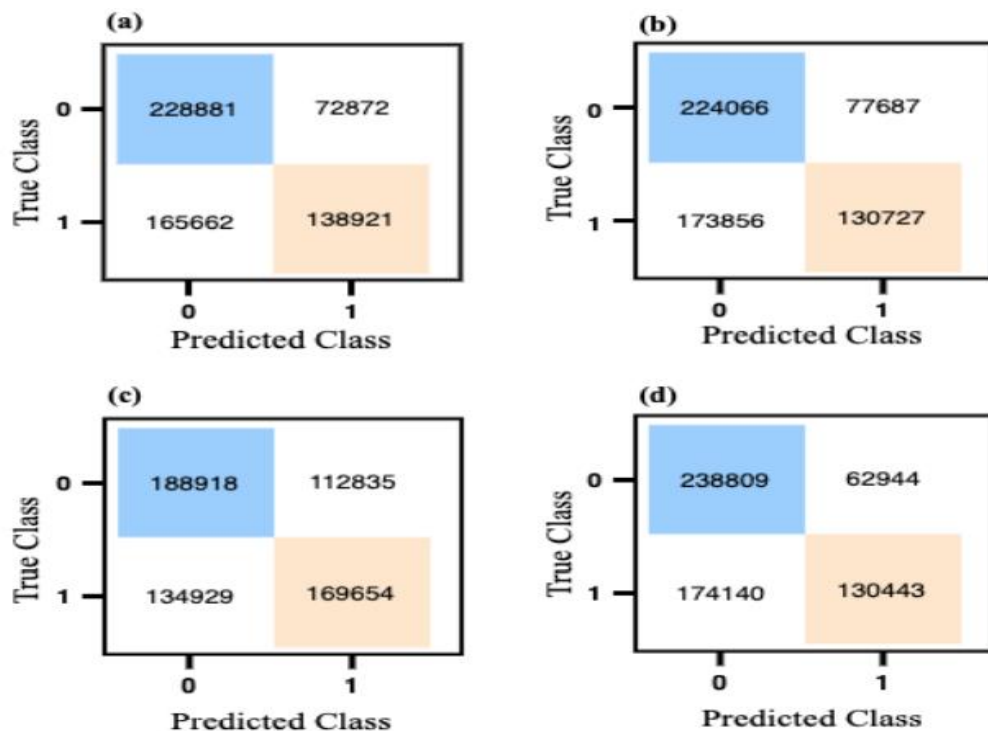 (a)
True Class
0
228881 72872
1
165662 138921
0 1
Predicted Class
(b)
True Class
0
224066 77687
1
173856 130727
0 1
Predicted Class
(c)
True Class
0
188918 112835
1
134929 169654
0 1
Predicted Class
(d)
True Class
0
238809 62944
1
174140 130443
0 1
Predicted Class